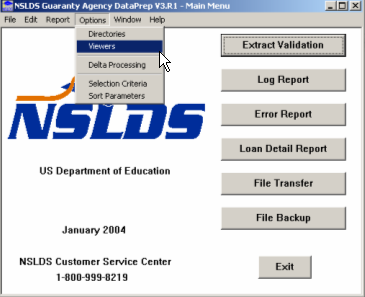 NSLDS Guaranty Agency DataPrep V3.R1 - Main Menu
File Edit Report Options Window Help
Directories
Viewers
Delta Processing
Selection Criteria
Sort Parameters
NSLDS
US Department of Education
January 2004
NSLDS Customer Service Center
1-800-999-8219
Extract Validation
Log Report
Error Report
Loan Detail Report
File Transfer
File Backup
Exit